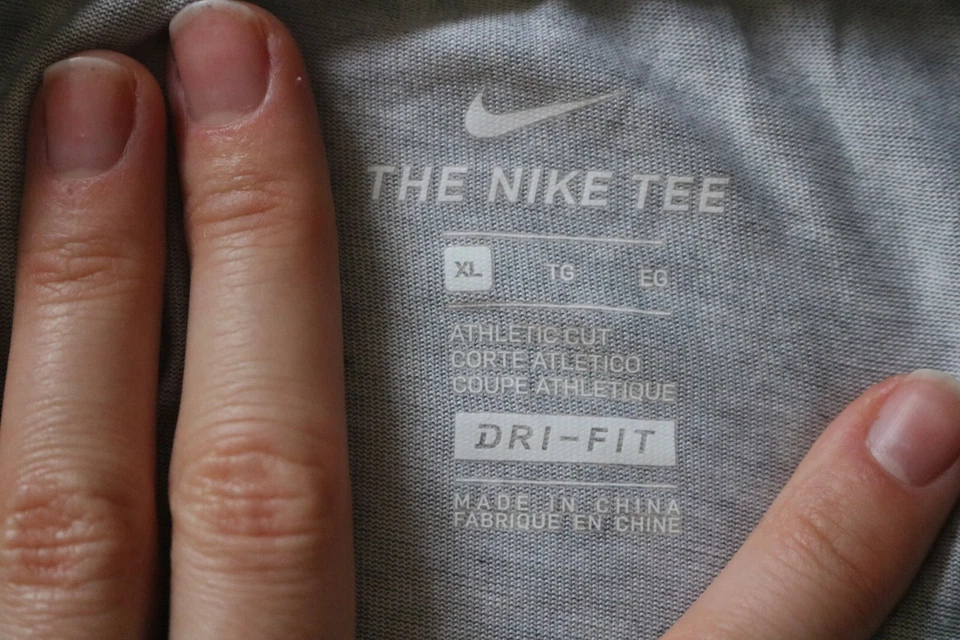 THE NIKE TEE
XL TG EG
ATHLETIC CUT
CORTE ATLETICO
COUPE ATHLETIQUE
DRI-FIT
MADE IN CHINA
FABRIQUE EN CHINE